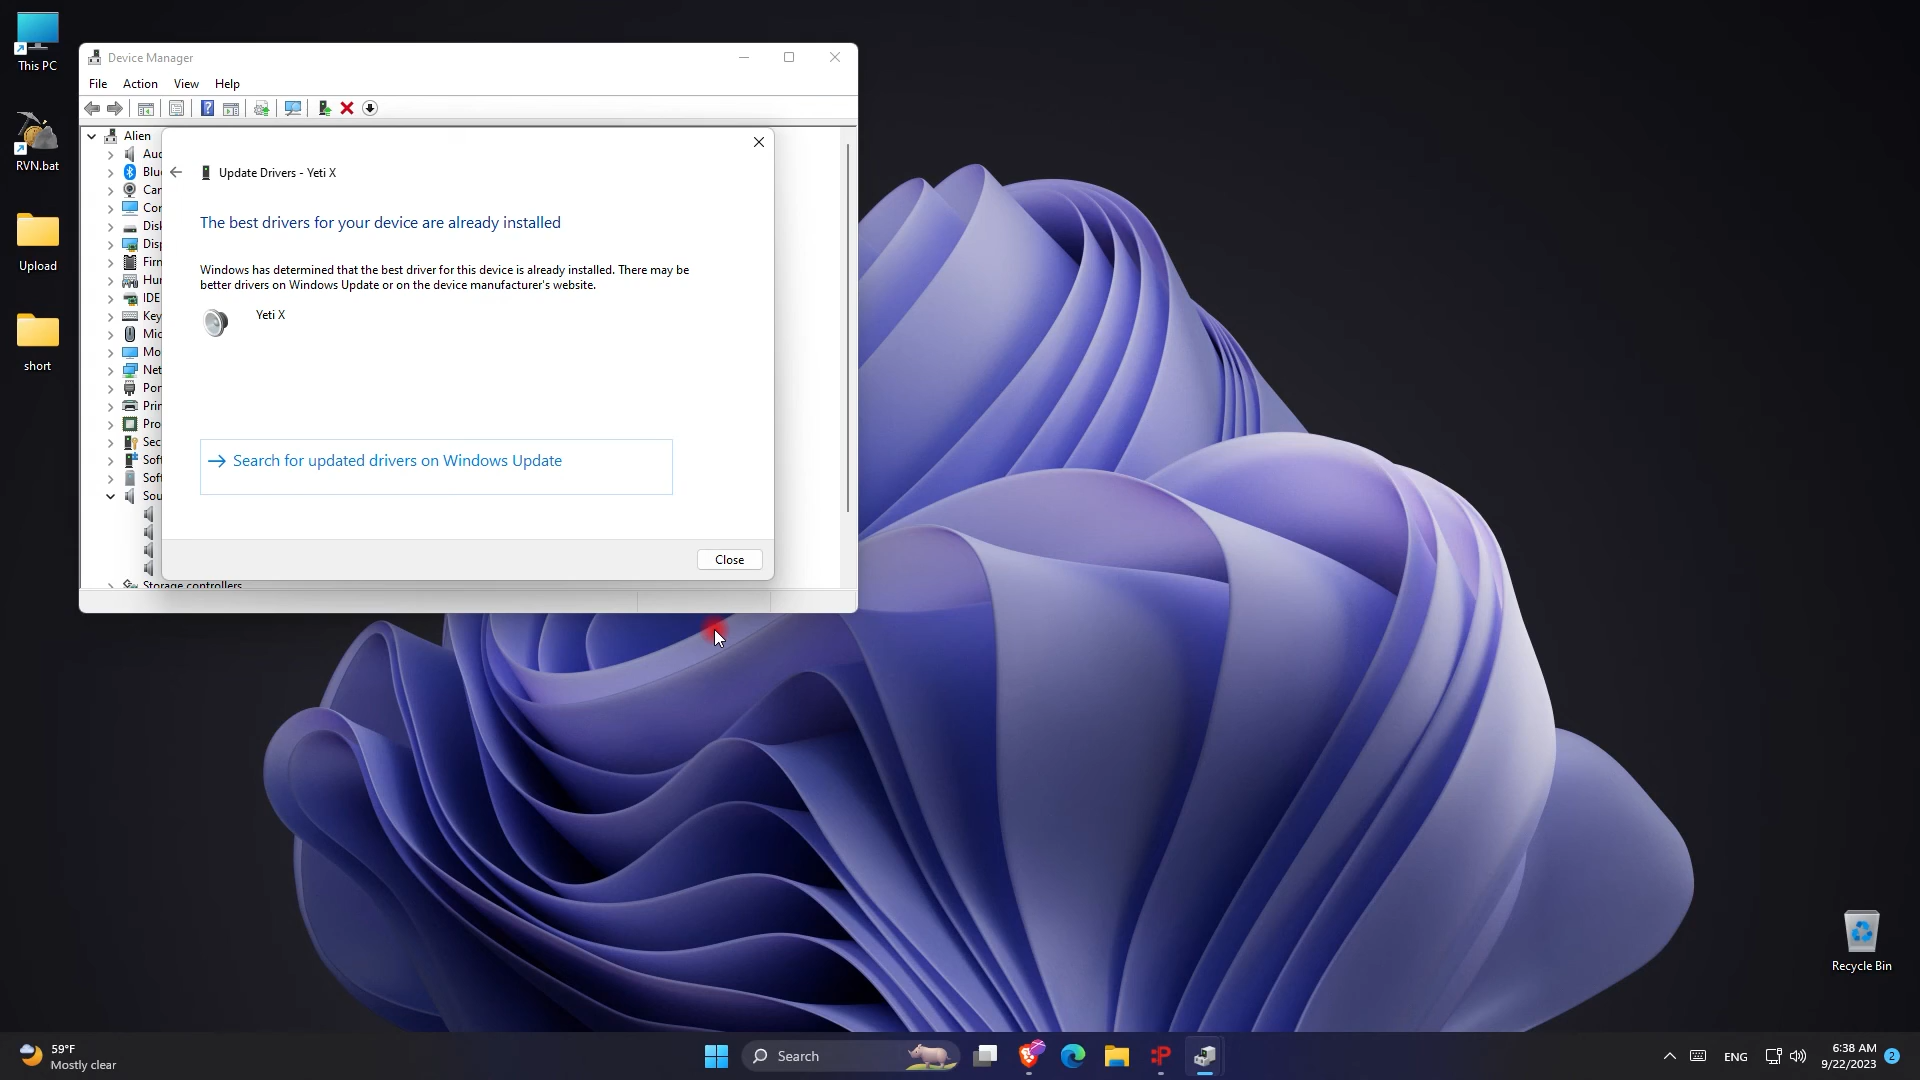 This PC
RVN.bat
Upload
short
Device Manager
File Action View Help
Alien
Update Drivers - Yeti X
The best drivers for your device are already installed
Windows has determined that the best driver for this device is already installed. There may be
better drivers on Windows Update or on the device manufacturer's website.
Yeti X
Search for updated drivers on Windows Update
Close
Storage controllers
Recycle Bin
59°F
Mostly clear
Search
ENG
6:38 AM
9/22/2023
2